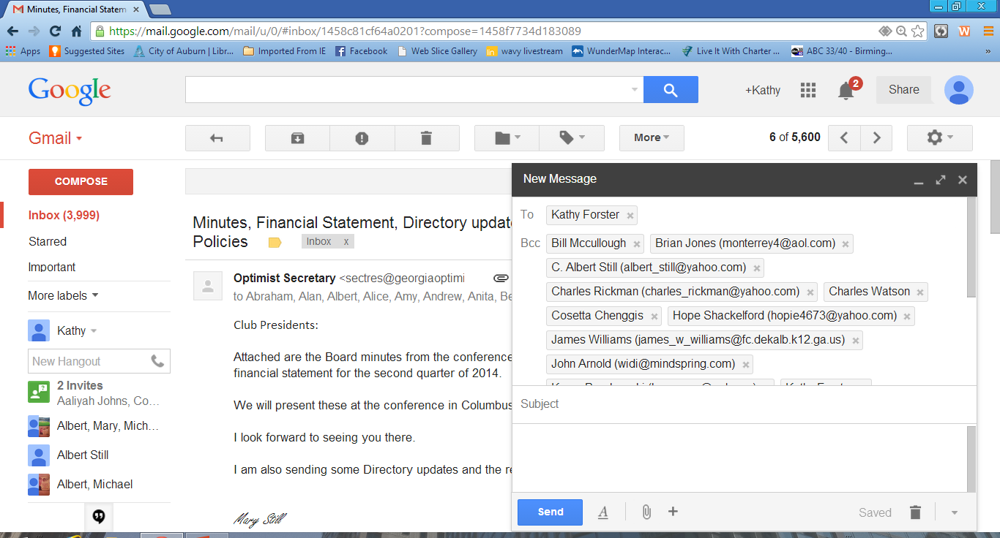 Minutes, Financial Statem
https://mail.google.com/mail/u/0/#inbox/1458c81cf64a0201?compose=1458f7734d183089
Apps Suggested Sites City of Auburn | Libr... Imported From IE Facebook Web Slice Gallery wavy livestream WunderMap Interac... Live It With Charter ... ABC 33/40 - Birming... »
Google +Kathy 2 Share
Gmail More 6 of 5,600
COMPOSE
Inbox (3,999)
Starred
Important
More labels
Kathy
New Hangout
2 Invites
Aaliyah Johns, Co...
Albert, Mary, Mich...
Albert Still
Albert, Michael
Minutes, Financial Statement, Directory update
Policies Inbox x
Optimist Secretary <sectres@georgiaoptimi
to Abraham, Alan, Albert, Alice, Amy, Andrew, Anita, Be
Club Presidents:
Attached are the Board minutes from the conference
financial statement for the second quarter of 2014.
We will present these at the conference in Columbus
I look forward to seeing you there.
I am also sending some Directory updates and the re
Mary Still
New Message
To Kathy Forster
Bcc Bill Mccullough Brian Jones (monterrey4@aol.com)
C. Albert Still (albert_still@yahoo.com)
Charles Rickman (charles_rickman@yahoo.com) Charles Watson
Cosetta Chenggis Hope Shackelford (hopie4673@yahoo.com)
James Williams (james_w_williams@fc.dekalb.k12.ga.us)
John Arnold (widi@mindspring.com)
Subject
Send A Saved